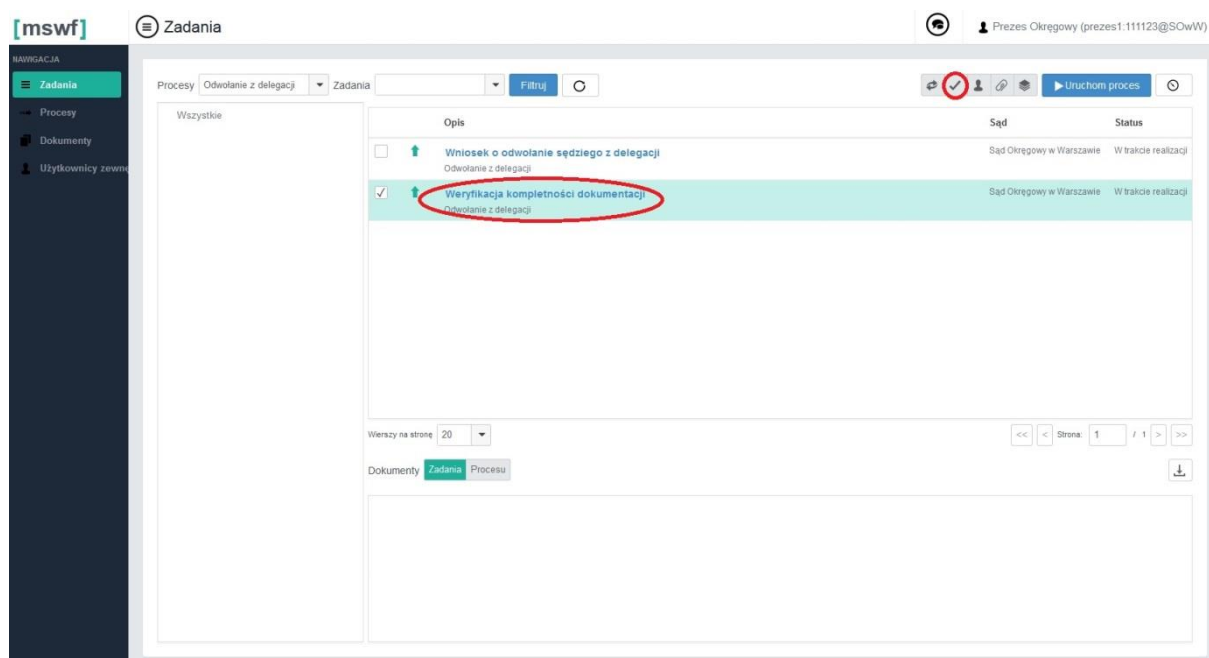 [mswf]
Zadania
Prezes Okręgowy (prezes1:111123@SOwW)
NAWIGACJA
Zadania
Procesy
Dokumenty
Użytkownicy zewnę
Procesy Odwołanie z delegacji Zadania Filtruj Uruchom proces
Wszystkie
Opis Sąd Status
Wniosek o odwołanie sędziego z delegacji Sąd Okręgowy w Warszawie W trakcie realizacji
Odwołanie z delegacji
Weryfikacja kompletności dokumentacji Sąd Okręgowy w Warszawie W trakcie realizacji
Odwołanie z delegacji
Wierszy na stronę 20 << < Strona: 1 / 1 > >>
Dokumenty Zadania Procesu